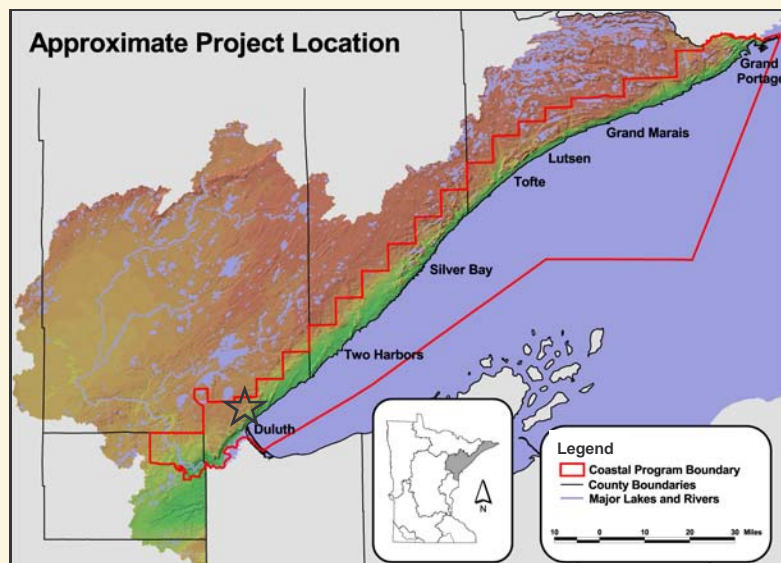 Approximate Project Location
Grand
Portage
Grand Marais
Lutsen
Tofte
Silver Bay
Two Harbors
Duluth
N
Legend
Coastal Program Boundary
County Boundaries
Major Lakes and Rivers
10 0 10 20 30 Miles